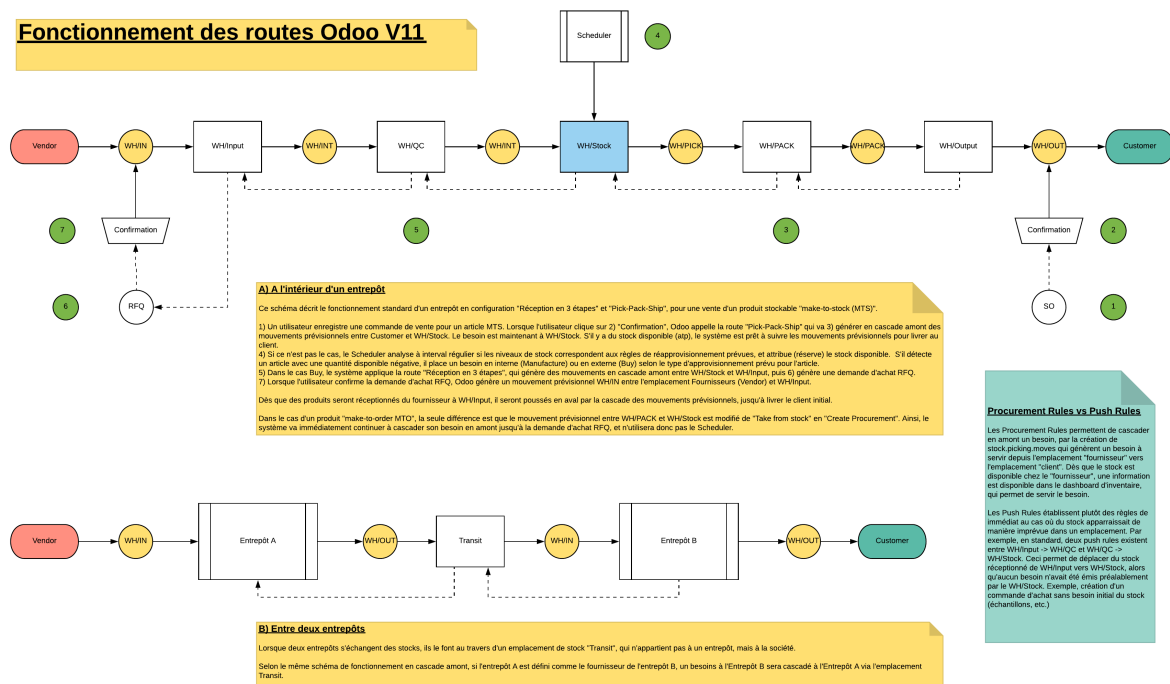 Fonctionnement des routes Odoo V11
Scheduler
4
Vendor
WH/IN
WH/Input
WH/INT
WH/QC
WH/INT
WH/Stock
WH/PICK
WH/PACK
WH/PACK
WH/Output
WH/OUT
Customer
7
Confirmation
5
3
Confirmation
2
6
RFQ
SO
1
A) A l'intérieur d'un entrepôt
Ce schéma décrit le fonctionnement standard d'un entrepôt en configuration "Réception en 3 étapes" et "Pick-Pack-Ship", pour une vente d'un produit stockable "make-to-stock (MTS)".
1) Un utilisateur enregistre une commande de vente pour un article MTS. Lorsque l'utilisateur clique sur 2) "Confirmation", Odoo appelle la route "Pick-Pack-Ship" qui va 3) générer en cascade amont des
mouvements prévisionnels entre Customer et WH/Stock. Le besoin est maintenant à WH/Stock. S'il y a du stock disponible (atp), le système est prêt à suivre les mouvements prévisionnels pour livrer au
client.
4) Si ce n'est pas le cas, le Scheduler analyse à interval régulier si les niveaux de stock correspondent aux règles de réapprovisionnement prévues, et attribue (réserve) le stock disponible. S'il détecte
un article avec une quantité disponible négative, il place un besoin en interne (Manufacture) ou en externe (Buy) selon le type d'approvisionnement prévu pour l'article.
5) Dans le cas Buy, le système applique la route "Réception en 3 étapes", qui génère des mouvements en cascade amont entre WH/Stock et WH/Input, puis 6) génère une demande d'achat RFQ.
7) Lorsque l'utilisateur confirme la demande d'achat RFQ, Odoo génère un mouvement prévisionnel WH/IN entre l'emplacement Fournisseurs (Vendor) et WH/Input.
Dès que des produits seront réceptionnés du fournisseur à WH/Input, il seront poussés en aval par la cascade des mouvements prévisionnels, jusqu'à livrer le client initial.
Dans le cas d'un produit "make-to-order MTO", la seule différence est que le mouvement prévisionnel entre WH/PACK et WH/Stock est modifié de "Take from stock" en "Create Procurement". Ainsi, le
système va immédiatement continuer à cascader son besoin en amont jusqu'à la demande d'achat RFQ, et n'utilisera donc pas le Scheduler.
Procurement Rules vs Push Rules
Les Procurement Rules permettent de cascader
en amont un besoin, par la création de
stock.picking.moves qui génèrent un besoin à
servir depuis l'emplacement "fournisseur" vers
l'emplacement "client". Dès que le stock est
disponible chez le "fournisseur", une information
est disponible dans le dashboard d'inventaire,
qui permet de servir le besoin.
Les Push Rules établissent plutôt des règles de
immédiat au cas où du stock apparraissait de
manière imprévue dans un emplacement. Par
exemple, en standard, deux push rules existent
entre WH/Input -> WH/QC et WH/QC ->
WH/Stock. Ceci permet de déplacer du stock
réceptionné de WH/Input vers WH/Stock, alors
qu'aucun besoin n'avait été émis préalablement
par le WH/Stock. Exemple, création d'un
commande d'achat sans besoin initial du stock
(échantillons, etc.)
Vendor
WH/IN
Entrepôt A
WH/OUT
Transit
WH/IN
Entrepôt B
WH/OUT
Customer
B) Entre deux entrepôts
Lorsque deux entrepôts s'échangent des stocks, ils le font au travers d'un emplacement de stock "Transit", qui n'appartient pas à un entrepôt, mais à la société.
Selon le même schéma de fonctionnement en cascade amont, si l'entrepôt A est défini comme le fournisseur de l'entrepôt B, un besoins à l'Entrepôt B sera cascadé à l'Entrepôt A via l'emplacement
Transit.